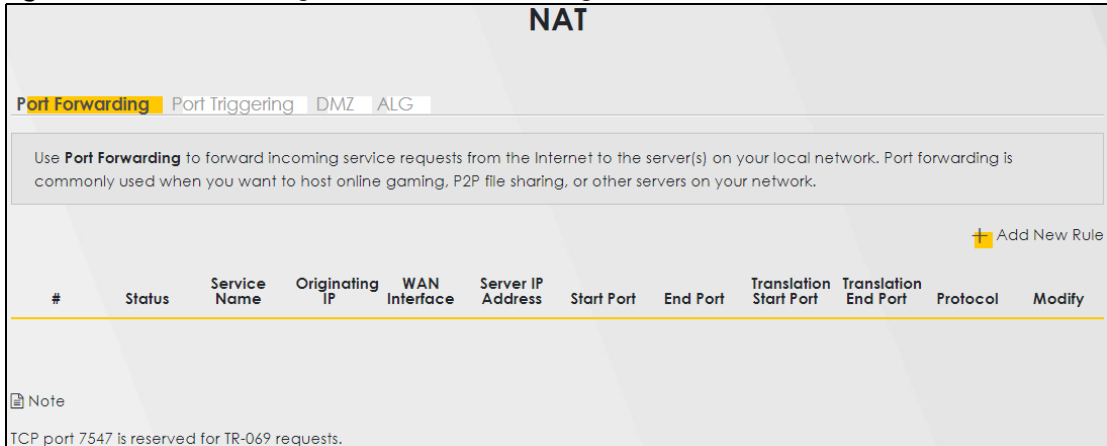 NAT
Port Forwarding Port Triggering DMZ ALG
Use Port Forwarding to forward incoming service requests from the Internet to the server(s) on your local network. Port forwarding is
commonly used when you want to host online gaming, P2P file sharing, or other servers on your network.
+ Add New Rule
# Status Service Name Originating IP WAN Interface Server IP Address Start Port End Port Translation Start Port Translation End Port Protocol Modify
Note
TCP port 7547 is reserved for TR-069 requests.